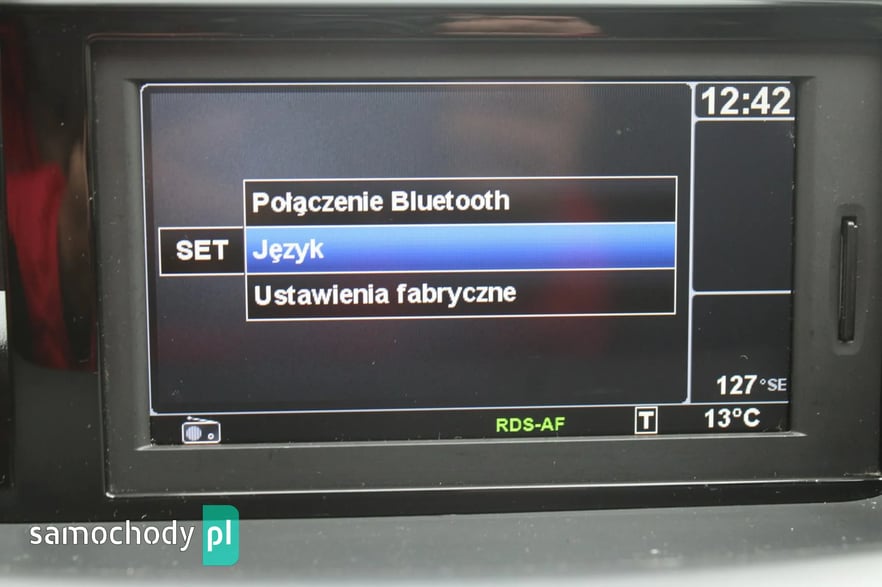 12:42
Połączenie Bluetooth
SET
Język
Ustawienia fabryczne
127°SE
RDS-AF
T
13°C
samochody pl